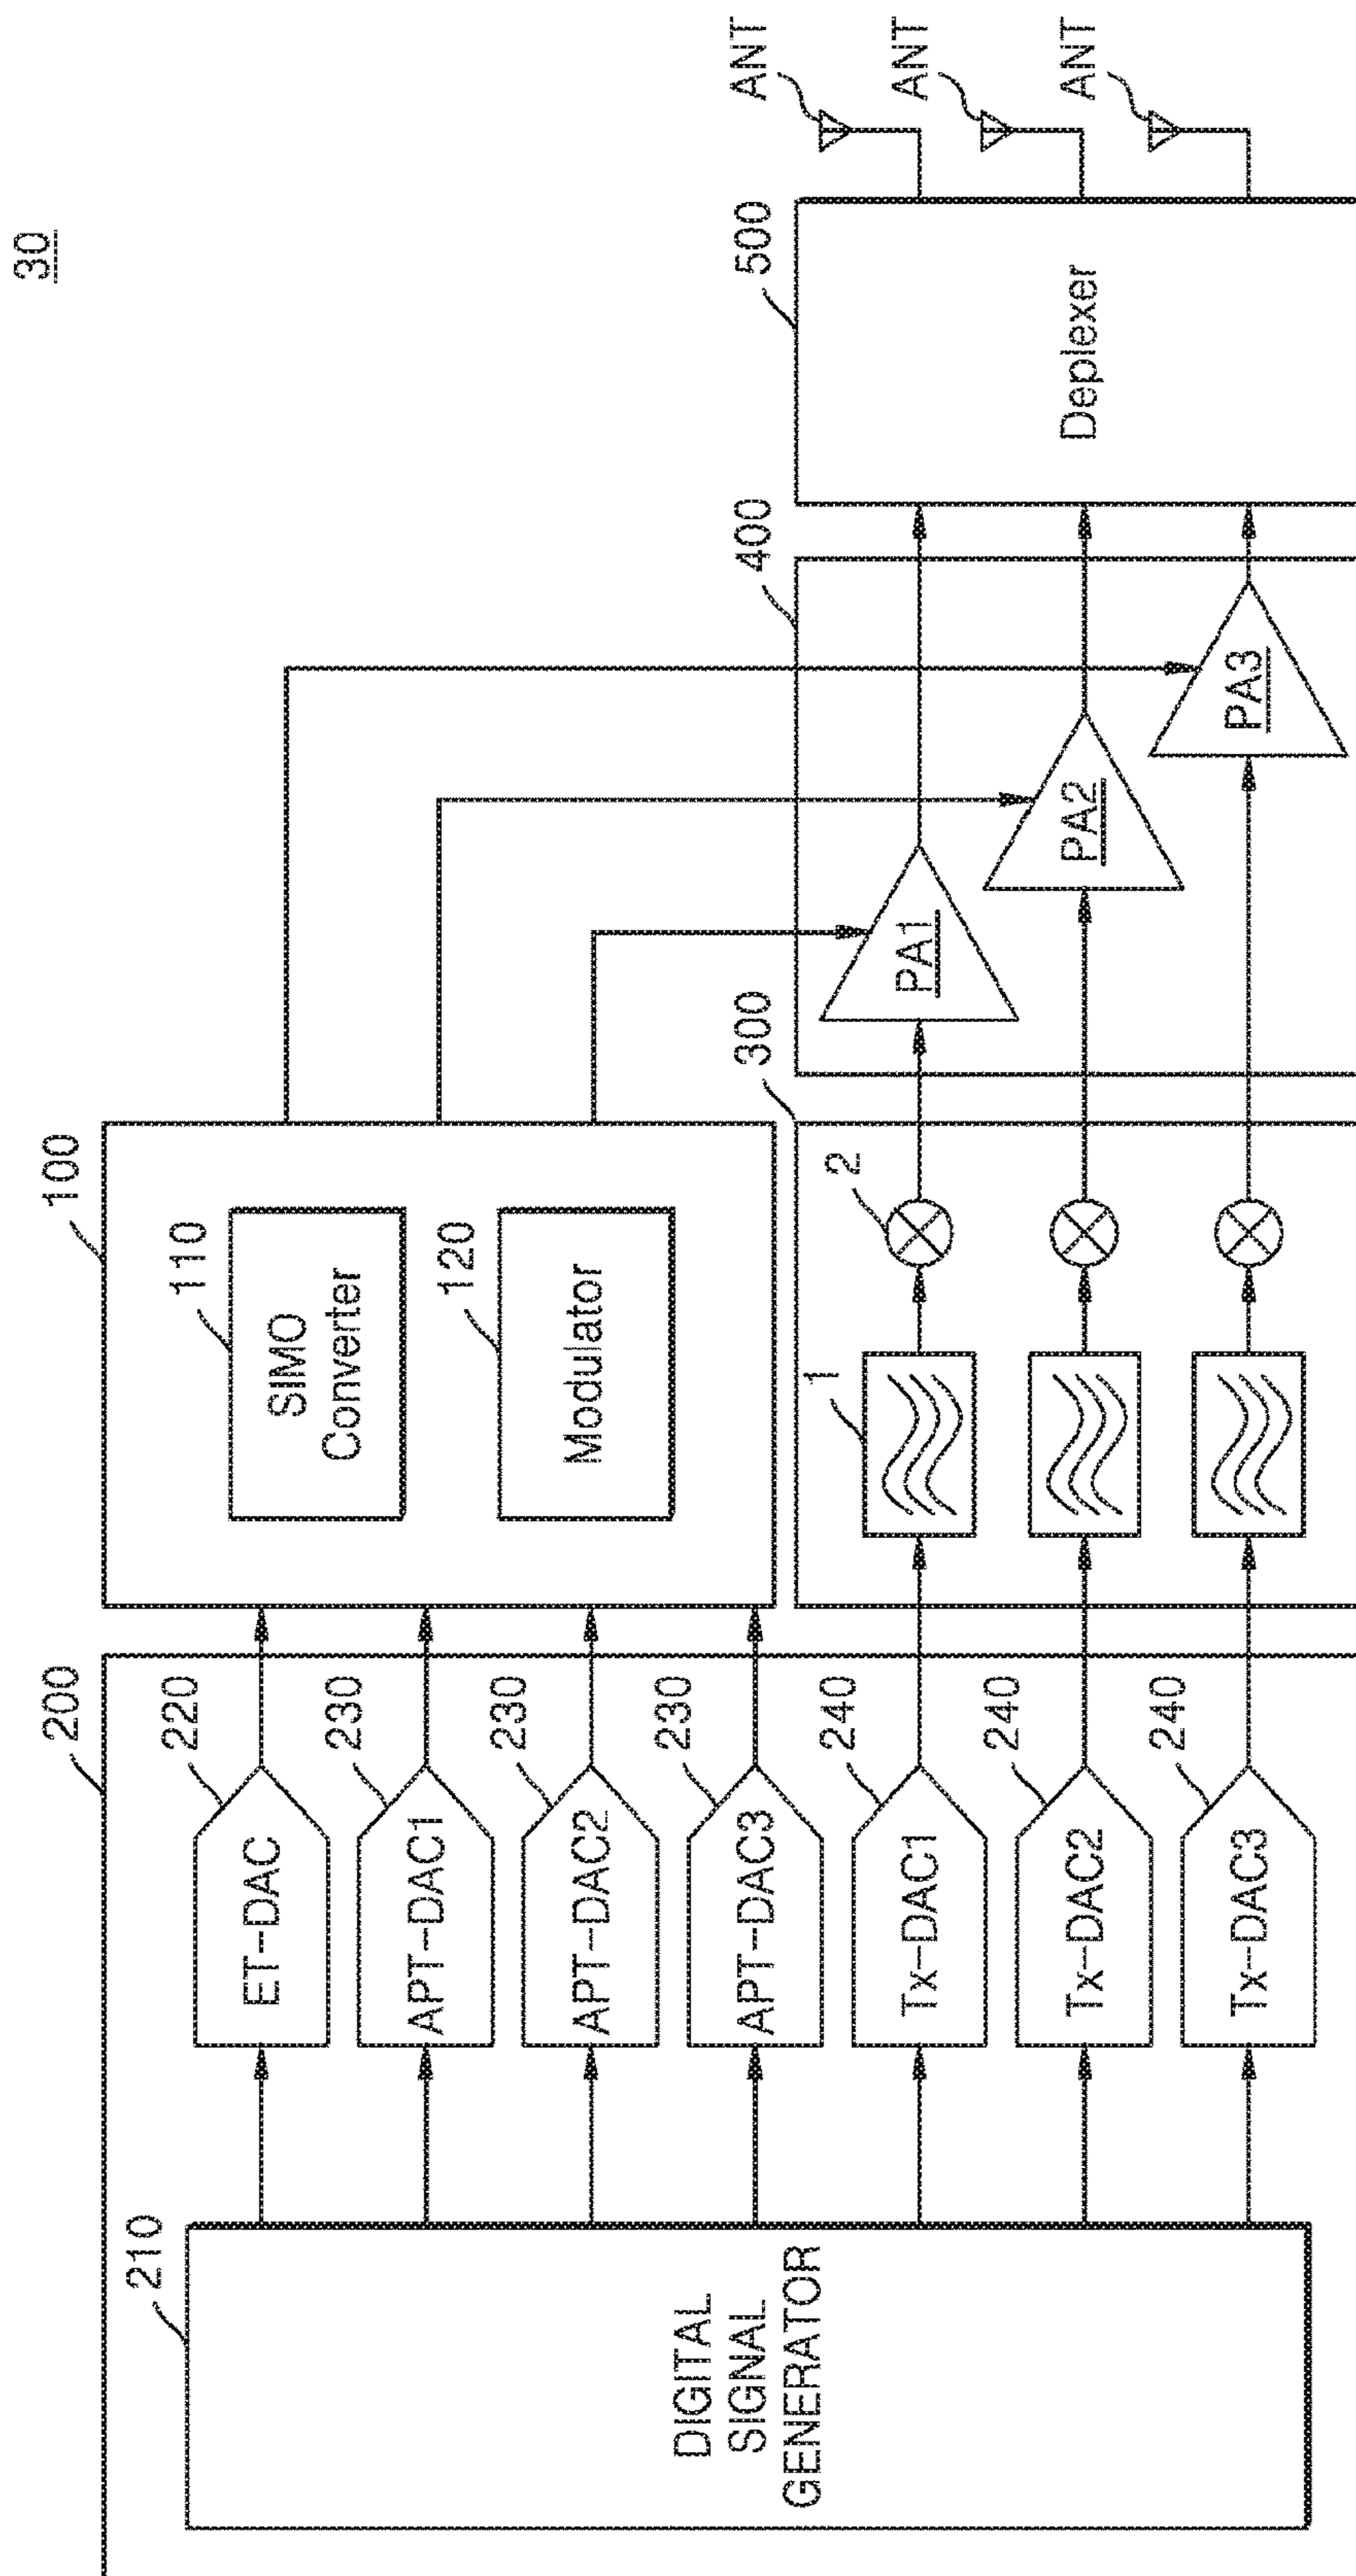 30
200
210
DIGITAL
SIGNAL
GENERATOR
ET-DAC
220
APT-DAC1
230
APT-DAC2
230
APT-DAC3
230
Tx-DAC1
240
Tx-DAC2
240
Tx-DAC3
240
100
110
SIMO
Converter
120
Modulator
300
1
2
400
PA1
PA2
PA3
500
Deplexer
ANT
ANT
ANT